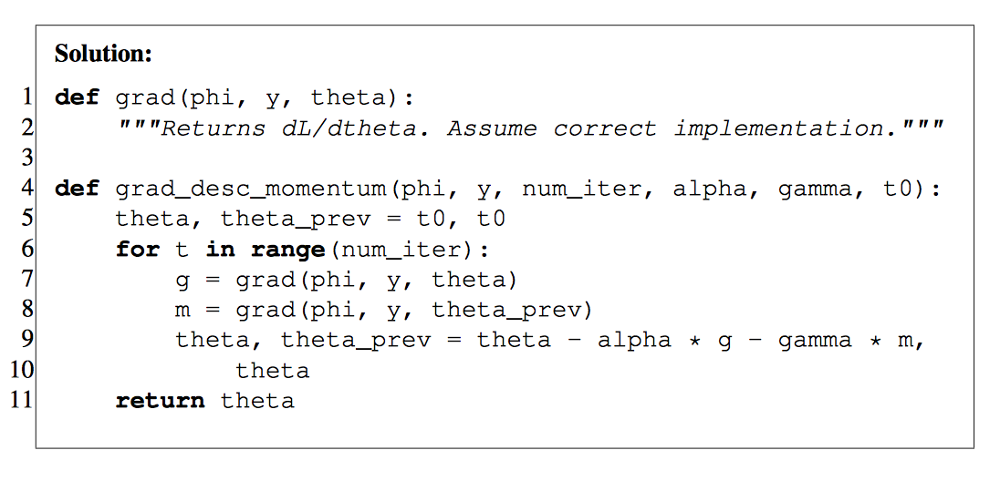 Solution:
1 def grad(phi, y, theta):
2     """Returns dL/dtheta. Assume correct implementation."""
3
4 def grad_desc_momentum(phi, y, num_iter, alpha, gamma, t0):
5     theta, theta_prev = t0, t0
6     for t in range(num_iter):
7         g = grad(phi, y, theta)
8         m = grad(phi, y, theta_prev)
9         theta, theta_prev = theta - alpha * g - gamma * m,
10             theta
11     return theta